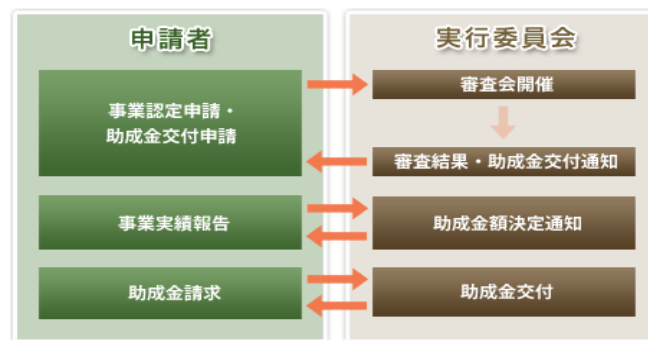 申請者
事業認定申請・
助成金交付申請
事業実績報告
助成金請求
実行委員会
審査会開催
審査結果・助成金交付通知
助成金額決定通知
助成金交付